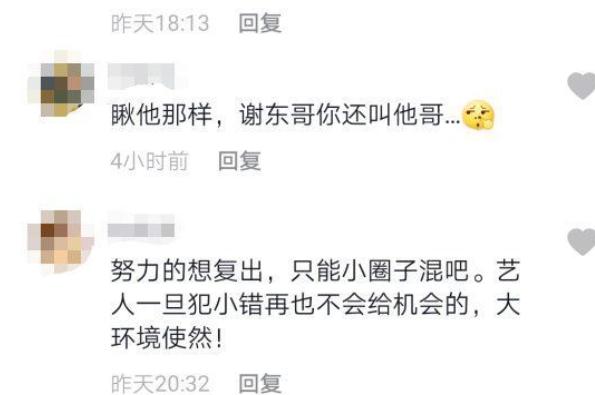 昨天18:13 回复
瞅他那样，谢东哥你还叫他哥...
4小时前 回复
努力的想复出，只能小圈子混吧。艺
人一旦犯小错再也不会给机会的，大
环境使然！
昨天20:32 回复